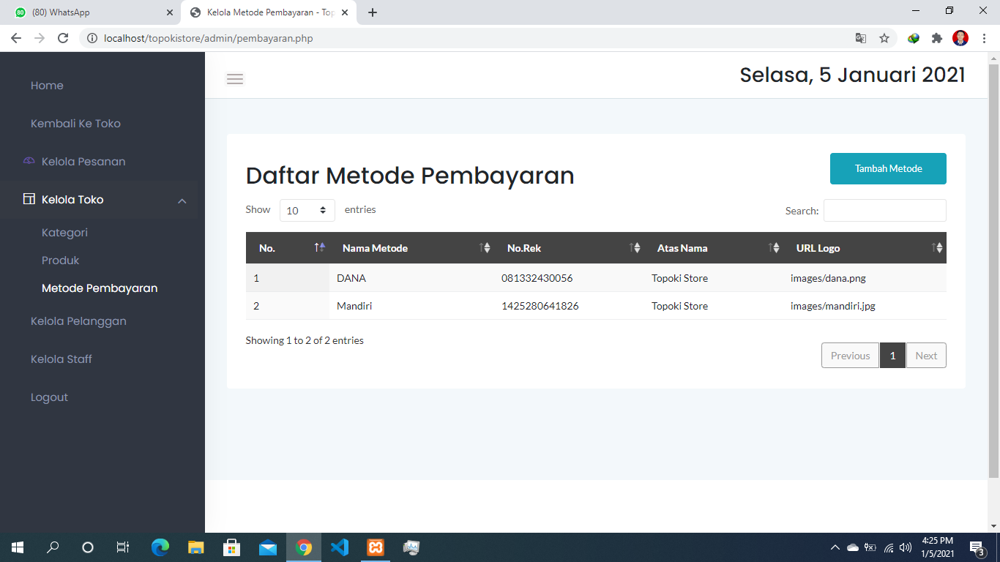 (80) WhatsApp
Kelola Metode Pembayaran - Top
localhost/topokistore/admin/pembayaran.php
Home
Kembali Ke Toko
Kelola Pesanan
Kelola Toko
Kategori
Produk
Metode Pembayaran
Kelola Pelanggan
Kelola Staff
Logout
Selasa, 5 Januari 2021
Daftar Metode Pembayaran
Tambah Metode
Show 10 entries
Search:
No. Nama Metode No.Rek Atas Nama URL Logo
1 DANA 081332430056 Topoki Store images/dana.png
2 Mandiri 1425280641826 Topoki Store images/mandiri.jpg
Showing 1 to 2 of 2 entries
Previous 1 Next
4:25 PM
1/5/2021
3